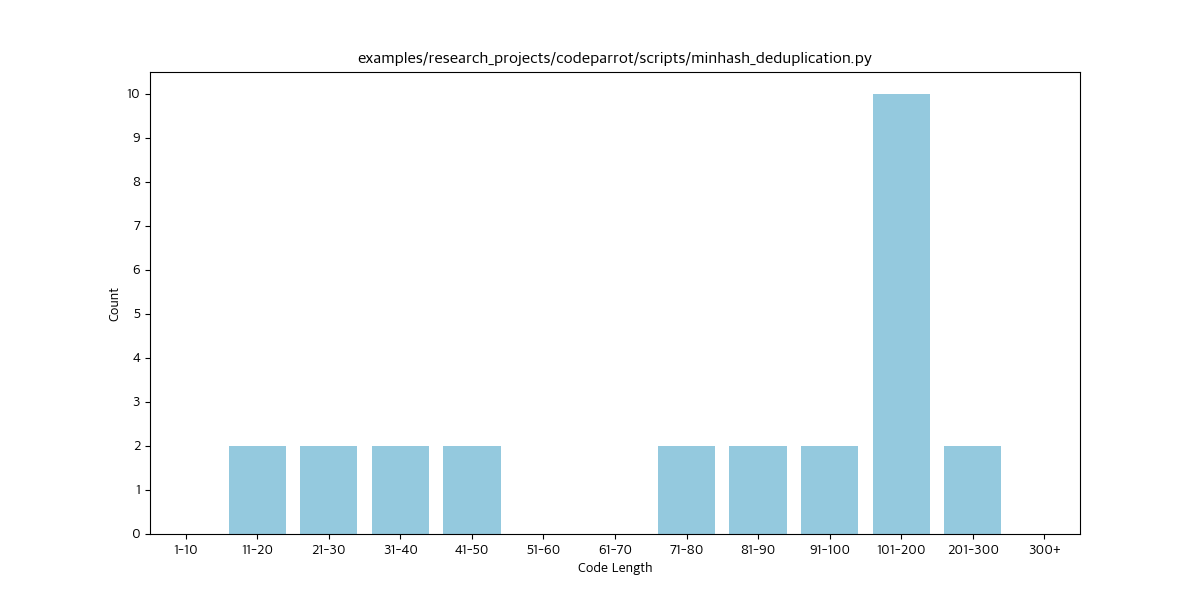 examples/research_projects/codeparrot/scripts/minhash_deduplication.py
10
9
8
7
6
5
4
3
2
1
0
Count
1-10 11-20 21-30 31-40 41-50 51-60 61-70 71-80 81-90 91-100 101-200 201-300 300+
Code Length